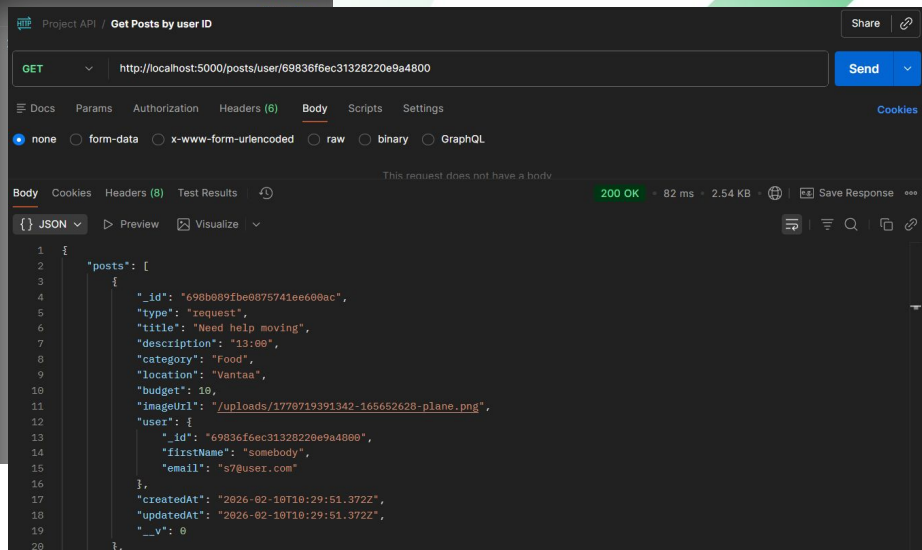 HTTP Project API / Get Posts by user ID Share
GET http://localhost:5000/posts/user/69836f6ec31328220e9a4800 Send
Docs Params Authorization Headers (6) Body Scripts Settings Cookies
none form-data x-www-form-urlencoded raw binary GraphQL
This request does not have a body
Body Cookies Headers (8) Test Results 200 OK 82 ms 2.54 KB e.g. Save Response
{} JSON Preview Visualize
1 {
2 "posts": [
3 {
4 "_id": "698b089fbe0875741ee600ac",
5 "type": "request",
6 "title": "Need help moving",
7 "description": "13:00",
8 "category": "Food",
9 "location": "Vantaa",
10 "budget": 10,
11 "imageUrl": "/uploads/1770719391342-165652628-plane.png",
12 "user": {
13 "_id": "69836f6ec31328220e9a4800",
14 "firstName": "somebody",
15 "email": "s7@user.com"
16 },
17 "createdAt": "2026-02-10T10:29:51.372Z",
18 "updatedAt": "2026-02-10T10:29:51.372Z",
19 "__v": 0
20 },